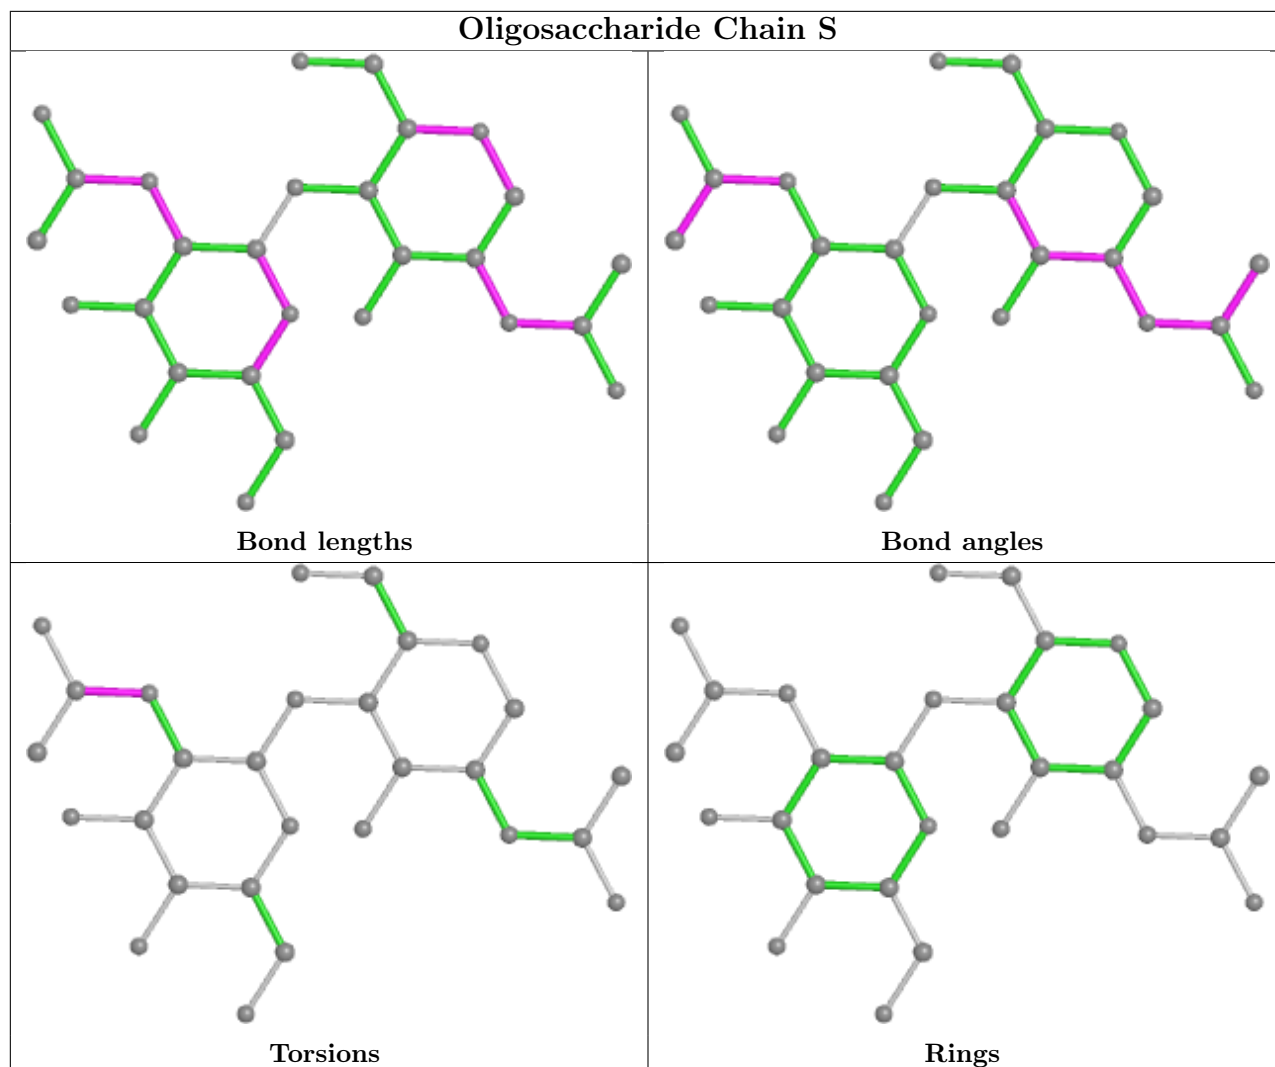 Oligosaccharide Chain S
Bond lengths
Bond angles
Torsions
Rings